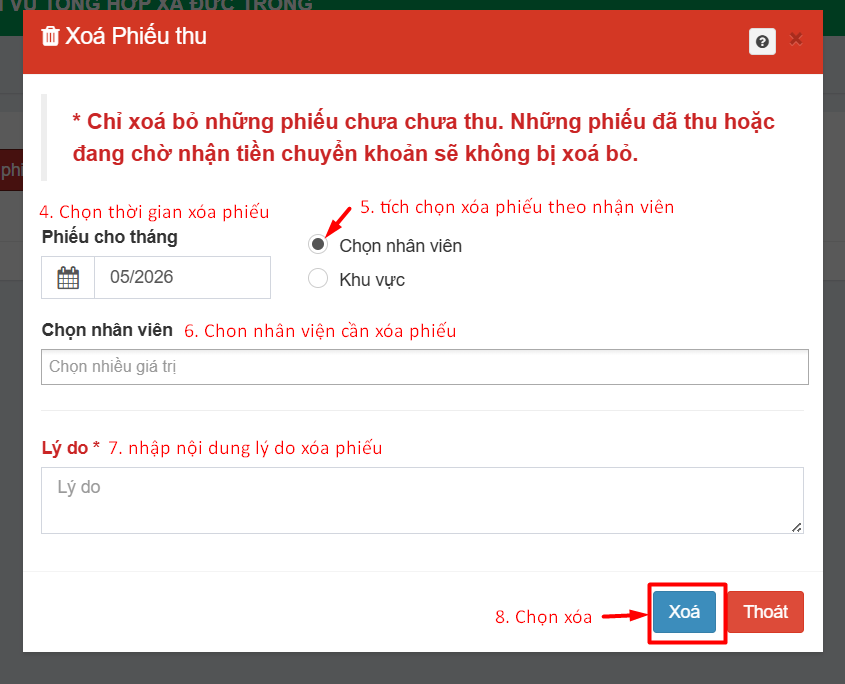 VỤ TỔNG HỢP XÃ ĐỨC TRỌNG
Xoá Phiếu thu
* Chỉ xoá bỏ những phiếu chưa chưa thu. Những phiếu đã thu hoặc
đang chờ nhận tiền chuyển khoản sẽ không bị xoá bỏ.
phi
4. Chọn thời gian xóa phiếu
5. tích chọn xóa phiếu theo nhận viên
Phiếu cho tháng
Chọn nhân viên
05/2026
Khu vực
Chọn nhân viên 6. Chon nhân viện cần xóa phiếu
Chọn nhiều giá trị
Lý do * 7. nhập nội dung lý do xóa phiếu
Lý do
8. Chọn xóa
Xoá
Thoát